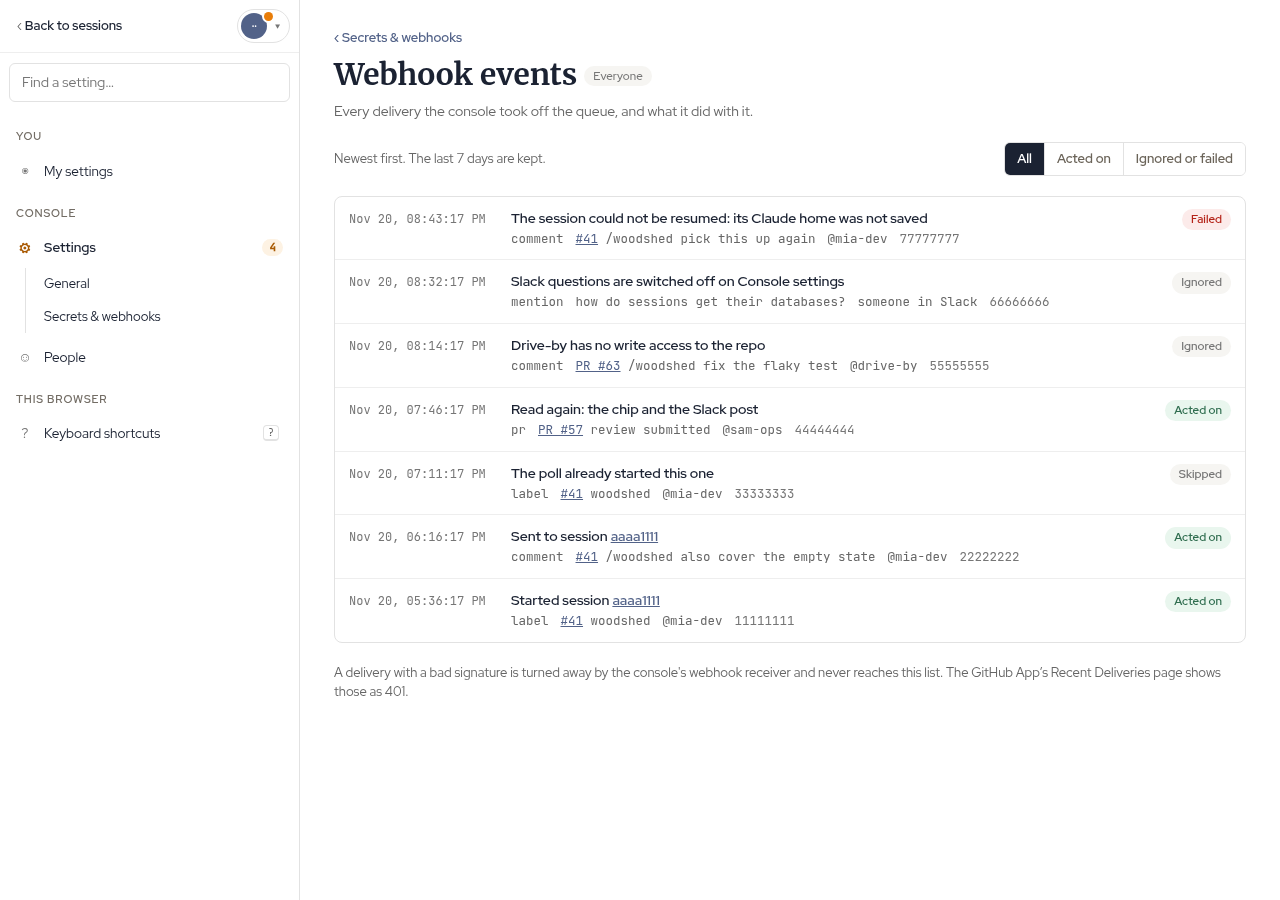 ‹ Back to sessions
Find a setting...
YOU
My settings
CONSOLE
Settings 4
General
Secrets & webhooks
People
THIS BROWSER
? Keyboard shortcuts ?
‹ Secrets & webhooks
Webhook events Everyone
Every delivery the console took off the queue, and what it did with it.
Newest first. The last 7 days are kept.
All Acted on Ignored or failed
Nov 20, 08:43:17 PM The session could not be resumed: its Claude home was not saved Failed
comment #41 /woodshed pick this up again @mia-dev 77777777
Nov 20, 08:32:17 PM Slack questions are switched off on Console settings Ignored
mention how do sessions get their databases? someone in Slack 66666666
Nov 20, 08:14:17 PM Drive-by has no write access to the repo Ignored
comment PR #63 /woodshed fix the flaky test @drive-by 55555555
Nov 20, 07:46:17 PM Read again: the chip and the Slack post Acted on
pr PR #57 review submitted @sam-ops 44444444
Nov 20, 07:11:17 PM The poll already started this one Skipped
label #41 woodshed @mia-dev 33333333
Nov 20, 06:16:17 PM Sent to session aaaa1111 Acted on
comment #41 /woodshed also cover the empty state @mia-dev 22222222
Nov 20, 05:36:17 PM Started session aaaa1111 Acted on
label #41 woodshed @mia-dev 11111111
A delivery with a bad signature is turned away by the console's webhook receiver and never reaches this list. The GitHub App's Recent Deliveries page shows
those as 401.